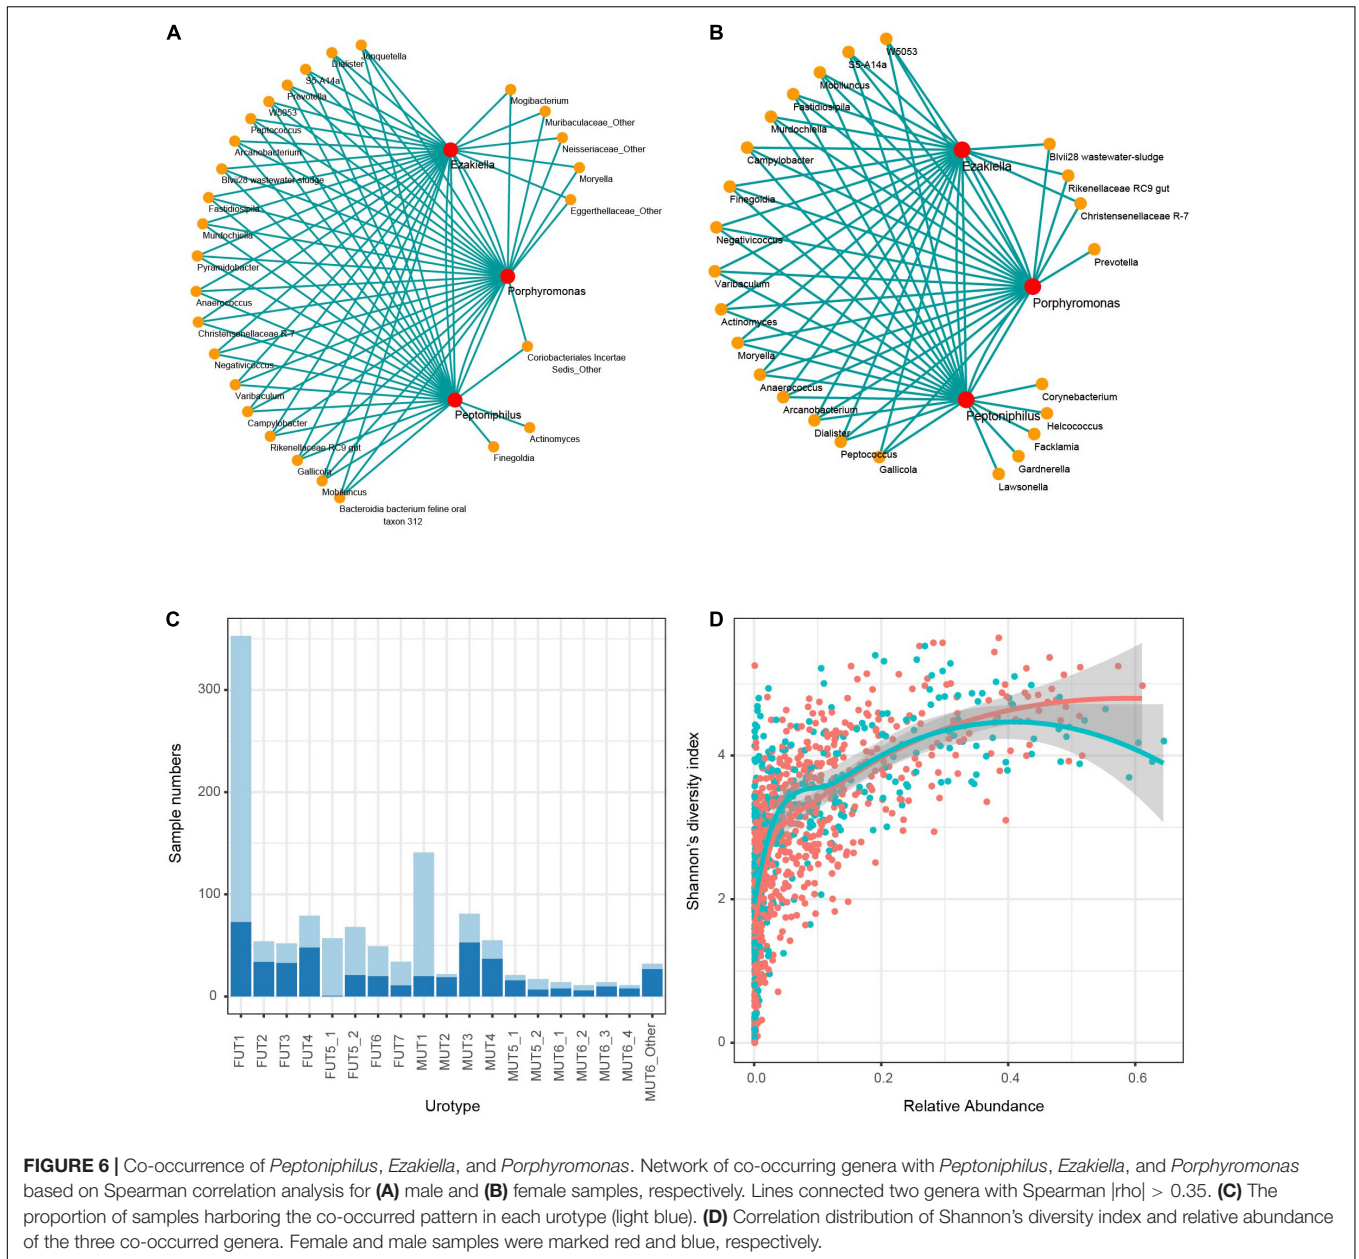 A
Jonquetella
Dialister
S5-A14a
Prevotella
W5053
Peptococcus
Arcanobacterium
Blvii28 wastewater-sludge
Fastidiosipila
Murdochiella
Pyramidobacter
Anaerococcus
Christensenellaceae R-7
Negativicoccus
Varibaculum
Campylobacter
Rikenellaceae RC9 gut
Gallicola
Mobiluncus
Bacteroidia bacterium feline oral
taxon 312
Mogibacterium
Muribaculaceae_Other
Neisseriaceae_Other
Moryella
Eggerthellaceae_Other
Ezakiella
Porphyromonas
Coriobacteriales Incertae
Sedis_Other
Peptoniphilus
Actinomyces
Finegoldia
B
W5053
S5-A14a
Mobiluncus
Fastidiosipila
Murdochiella
Campylobacter
Finegoldia
Negativicoccus
Varibaculum
Actinomyces
Moryella
Anaerococcus
Arcanobacterium
Dialister
Peptococcus
Gallicola
Ezakiella
Blvii28 wastewater-sludge
Rikenellaceae RC9 gut
Christensenellaceae R-7
Prevotella
Porphyromonas
Peptoniphilus
Corynebacterium
Helcococcus
Facklamia
Gardnerella
Lawsonella
C
Sample numbers
300
200
100
0
FUT1
FUT2
FUT3
FUT4
FUT5_1
FUT5_2
FUT6
FUT7
MUT1
MUT2
MUT3
MUT4
MUT5_1
MUT5_2
MUT6_1
MUT6_2
MUT6_3
MUT6_4
MUT6_Other
Urotype
D
Shannon's diversity index
4
2
0
0.0
0.2
0.4
0.6
Relative Abundance
FIGURE 6 | Co-occurrence of Peptoniphilus, Ezakiella, and Porphyromonas. Network of co-occurring genera with Peptoniphilus, Ezakiella, and Porphyromonas
based on Spearman correlation analysis for (A) male and (B) female samples, respectively. Lines connected two genera with Spearman |rho| > 0.35. (C) The
proportion of samples harboring the co-occurred pattern in each urotype (light blue). (D) Correlation distribution of Shannon's diversity index and relative abundance
of the three co-occurred genera. Female and male samples were marked red and blue, respectively.